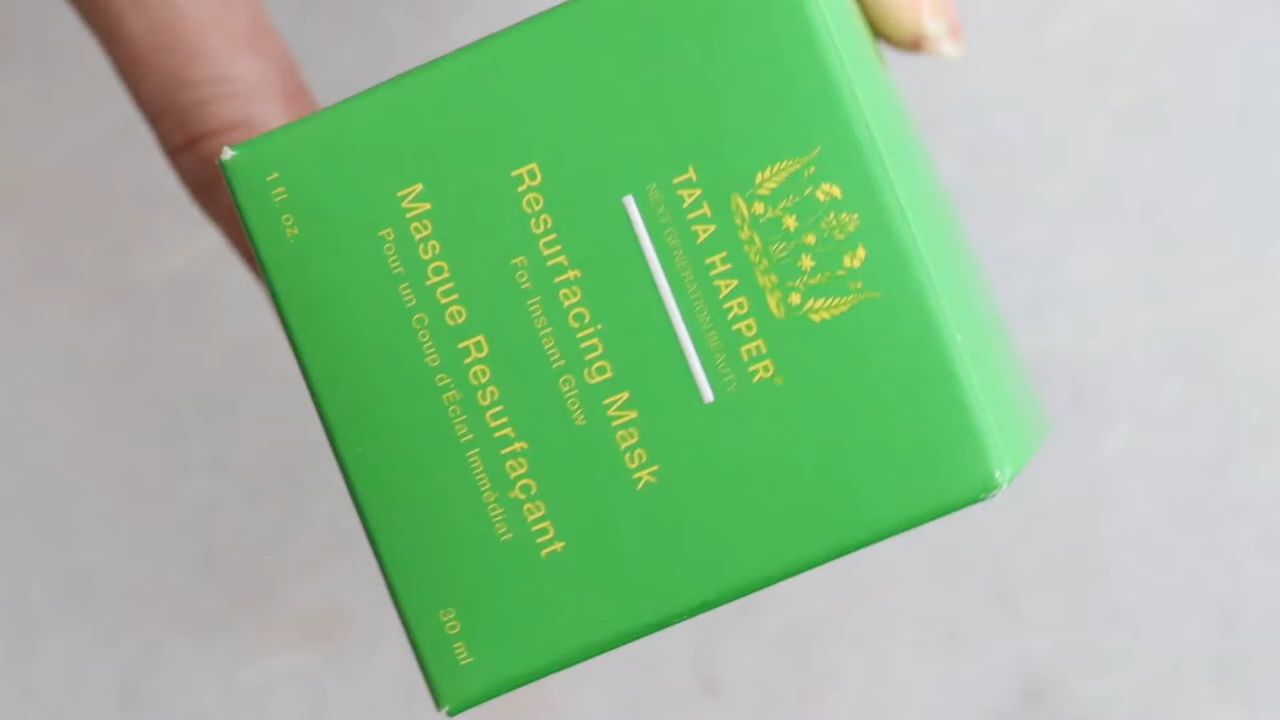 TATA HARPER®
NEXT GENERATION BEAUTY
Resurfacing Mask
For Instant Glow
Masque Resurfaçant
Pour un Coup d'Éclat Immédiat
1 fl. oz.
30 ml